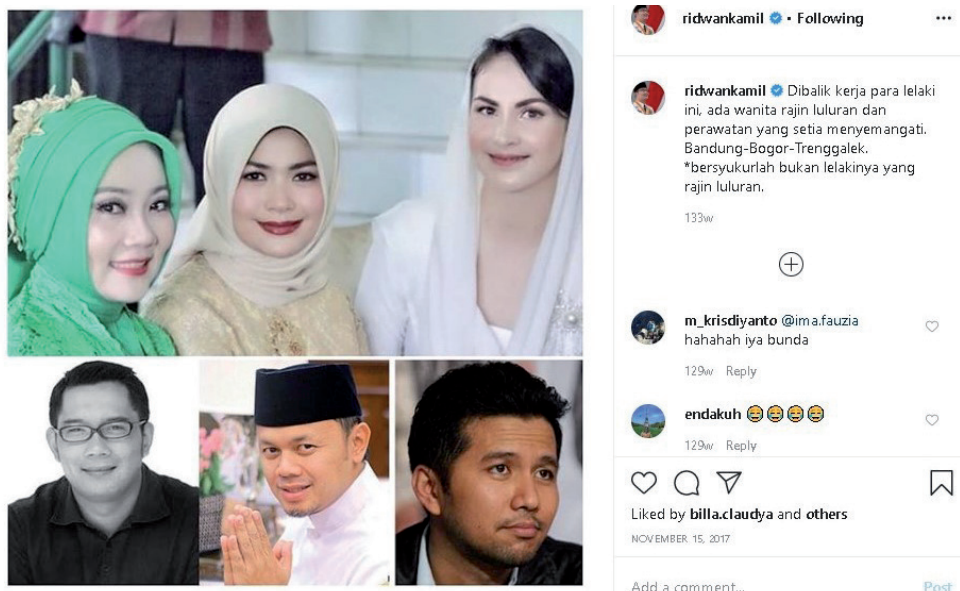 ridwankamil • Following
ridwankamil Dibalik kerja para lelaki
ini, ada wanita rajin luluran dan
perawatan yang setia menyemangati.
Bandung-Bogor-Trenggalek.
*bersyukurlah bukan lelakinya yang
rajin luluran.
133w
m_krisdiyanto @ima.fauzia
hahahah iya bunda
129w Reply
endakuh 😂😂😂😂
129w Reply
Liked by billa.claudya and others
NOVEMBER 15, 2017
Add a comment...
Post